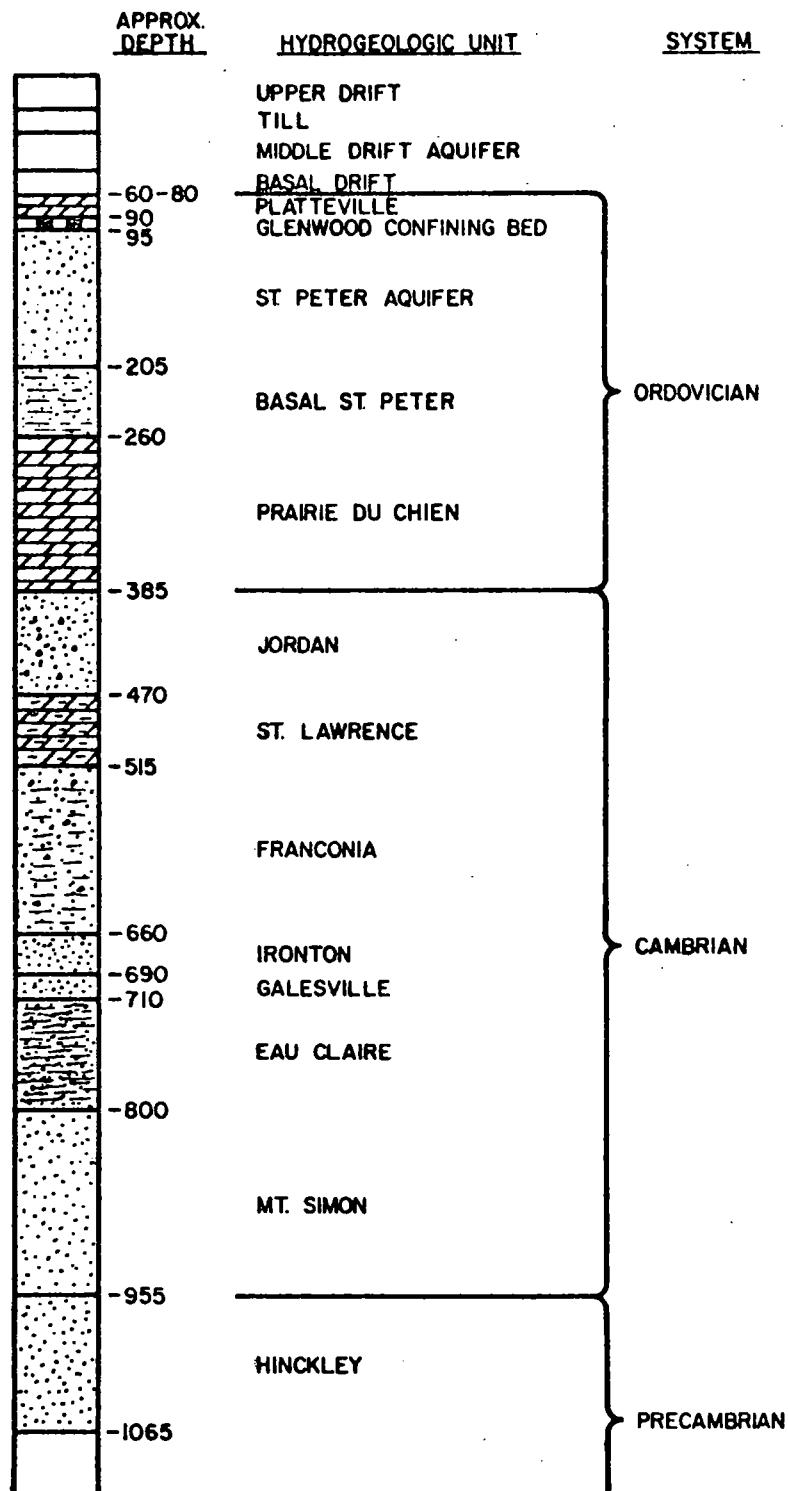 APPROX.
DEPTH HYDROGEOLOGIC UNIT SYSTEM
UPPER DRIFT
TILL
MIDDLE DRIFT AQUIFER
BASAL DRIFT
-60-80
PLATTEVILLE
-90
GLENWOOD CONFINING BED
-95
ST. PETER AQUIFER
-205
ORDOVICIAN
BASAL ST. PETER
-260
PRAIRIE DU CHIEN
-385
JORDAN
-470
ST. LAWRENCE
-515
FRANCONIA
-660
CAMBRIAN
IRONTON
-690
GALESVILLE
-710
EAU CLAIRE
-800
MT. SIMON
-955
HINCKLEY
PRECAMBRIAN
-1065